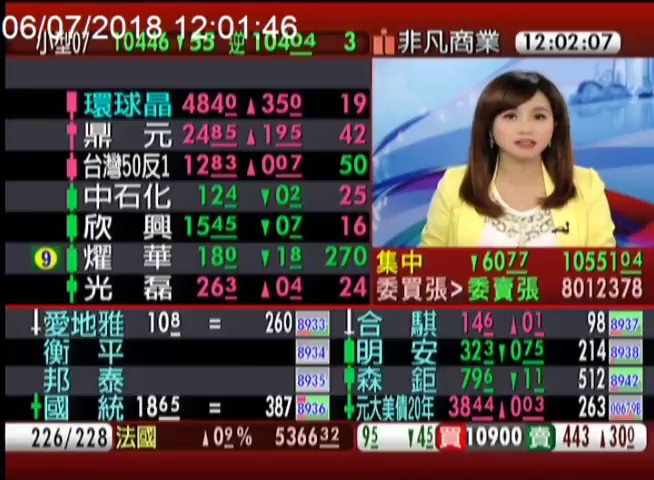 06/07/2018 12:01:46
小型07 10446 ▼55 逆 10404 3
非凡商業 12:02:07
環球晶 4840 ▲350 19
鼎元 2485 ▲195 42
台灣50反1 1283 ▲007 50
中石化 124 ▼02 25
欣興 1545 ▼07 16
9 燿華 180 ▼18 270
光磊 263 ▲04 24
集中 ▼6077 1055104
委買張>委賣張 8012378
愛地雅 108 = 260 8933
衡平 8934
邦泰 8935
國統 1865 = 387 8936
合騏 146 ▲01 98 8937
明安 323 ▼075 214 8938
森鉅 796 ▼11 512 8942
元大美債20年 3844 ▲003 263 00679B
226/228 法國 ▲09% 536632
95 ▼45 買 10900 賣 443 ▲300